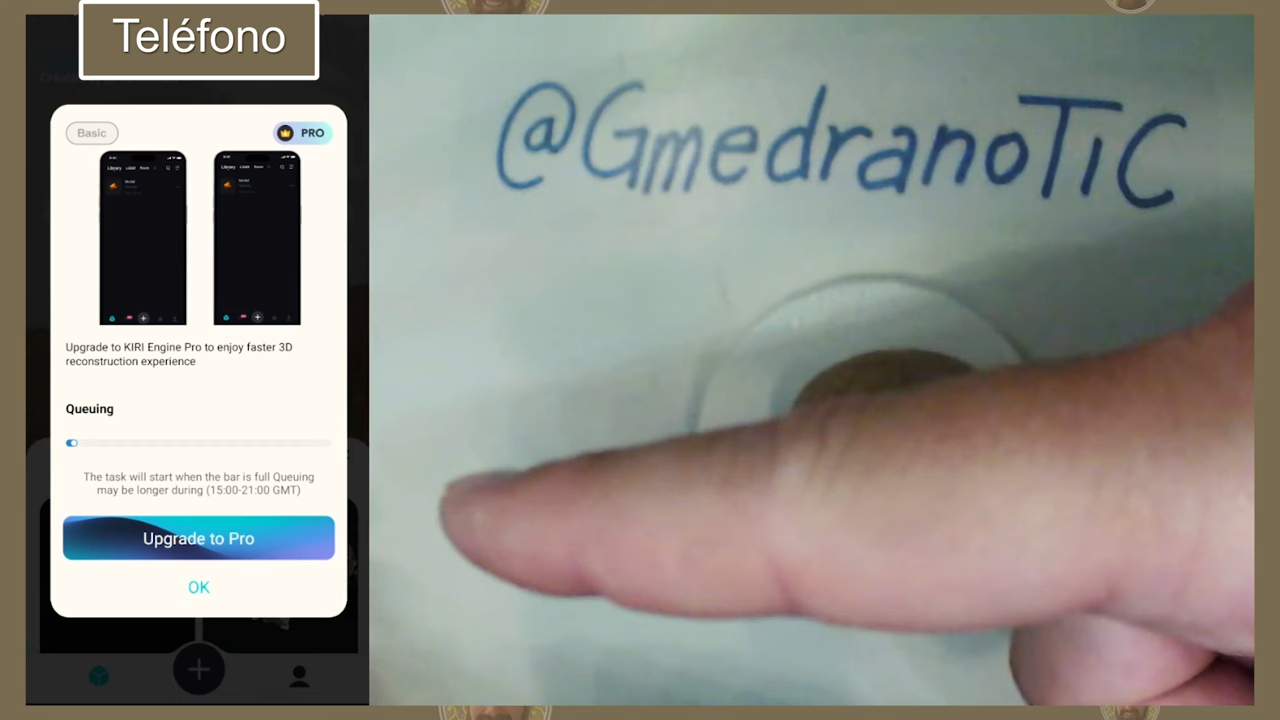 Teléfono
Basic
PRO
Upgrade to KIRI Engine Pro to enjoy faster 3D
reconstruction experience
Queuing
The task will start when the bar is full Queuing
may be longer during (15:00-21:00 GMT)
Upgrade to Pro
OK
@GmedranoTiC